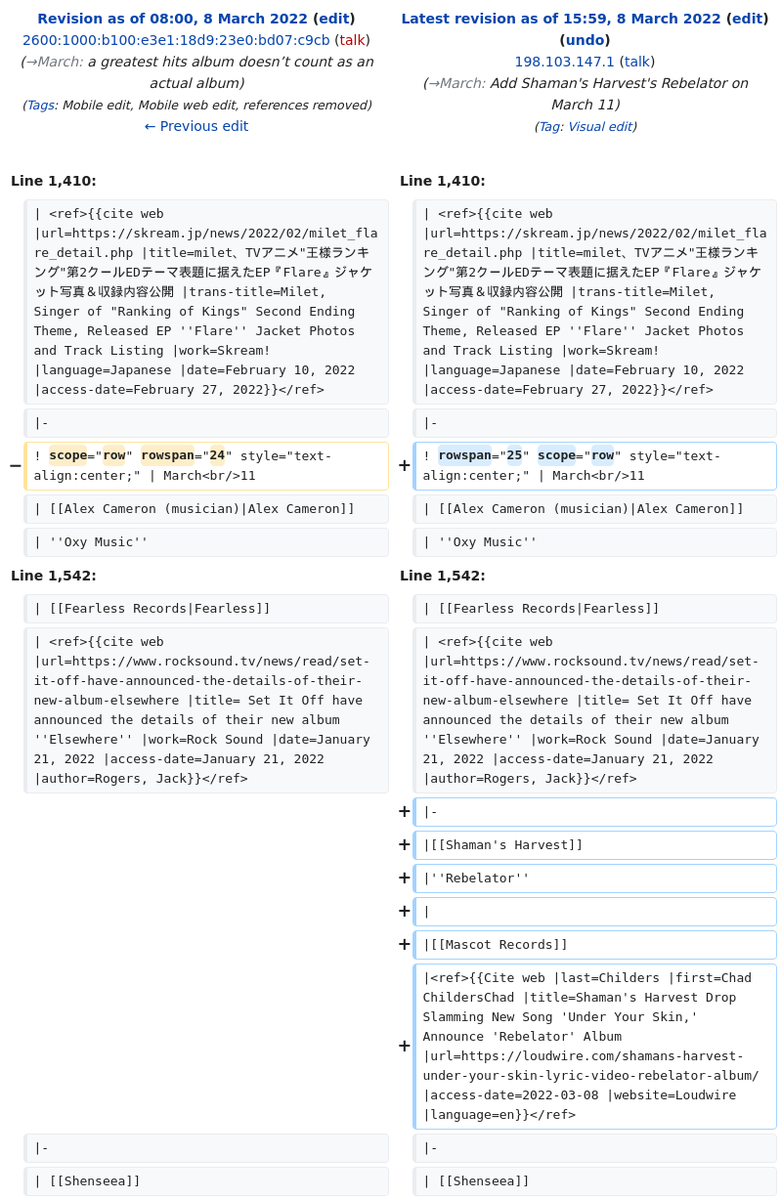 Revision as of 08:00, 8 March 2022 (edit)
2600:1000:b100:e3e1:18d9:23e0:bd07:c9cb (talk)
(→March: a greatest hits album doesn’t count as an
actual album)
(Tags: Mobile edit, Mobile web edit, references removed)
← Previous edit
Latest revision as of 15:59, 8 March 2022 (edit)
(undo)
198.103.147.1 (talk)
(→March: Add Shaman's Harvest's Rebelator on
March 11)
(Tag: Visual edit)
Line 1,410:
Line 1,410:
| <ref>{{cite web
|url=https://skream.jp/news/2022/02/milet_fla
re_detail.php |title=milet、TVアニメ"王様ランキ
ング"第2クールEDテーマ表題に据えたEP『Flare』ジャケ
ット写真＆収録内容公開 |trans-title=Milet,
Singer of "Ranking of Kings" Second Ending
Theme, Released EP ''Flare'' Jacket Photos
and Track Listing |work=Skream!
|language=Japanese |date=February 10, 2022
|access-date=February 27, 2022}}</ref>
| <ref>{{cite web
|url=https://skream.jp/news/2022/02/milet_fla
re_detail.php |title=milet、TVアニメ"王様ランキ
ング"第2クールEDテーマ表題に据えたEP『Flare』ジャケ
ット写真＆収録内容公開 |trans-title=Milet,
Singer of "Ranking of Kings" Second Ending
Theme, Released EP ''Flare'' Jacket Photos
and Track Listing |work=Skream!
|language=Japanese |date=February 10, 2022
|access-date=February 27, 2022}}</ref>
|-
|-
− ! scope="row" rowspan="24" style="text-
align:center;" | March<br/>11
+ ! rowspan="25" scope="row" style="text-
align:center;" | March<br/>11
| [[Alex Cameron (musician)|Alex Cameron]]
| [[Alex Cameron (musician)|Alex Cameron]]
| ''Oxy Music''
| ''Oxy Music''
Line 1,542:
Line 1,542:
| [[Fearless Records|Fearless]]
| [[Fearless Records|Fearless]]
| <ref>{{cite web
|url=https://www.rocksound.tv/news/read/set-
it-off-have-announced-the-details-of-their-
new-album-elsewhere |title= Set It Off have
announced the details of their new album
''Elsewhere'' |work=Rock Sound |date=January
21, 2022 |access-date=January 21, 2022
|author=Rogers, Jack}}</ref>
| <ref>{{cite web
|url=https://www.rocksound.tv/news/read/set-
it-off-have-announced-the-details-of-their-
new-album-elsewhere |title= Set It Off have
announced the details of their new album
''Elsewhere'' |work=Rock Sound |date=January
21, 2022 |access-date=January 21, 2022
|author=Rogers, Jack}}</ref>
+ |-
+ |[[Shaman's Harvest]]
+ |''Rebelator''
+ |
+ |[[Mascot Records]]
+ |<ref>{{Cite web |last=Childers |first=Chad
ChildersChad |title=Shaman's Harvest Drop
Slamming New Song 'Under Your Skin,'
Announce 'Rebelator' Album
|url=https://loudwire.com/shamans-harvest-
under-your-skin-lyric-video-rebelator-album/
|access-date=2022-03-08 |website=Loudwire
|language=en}}</ref>
|-
|-
| [[Shenseea]]
| [[Shenseea]]